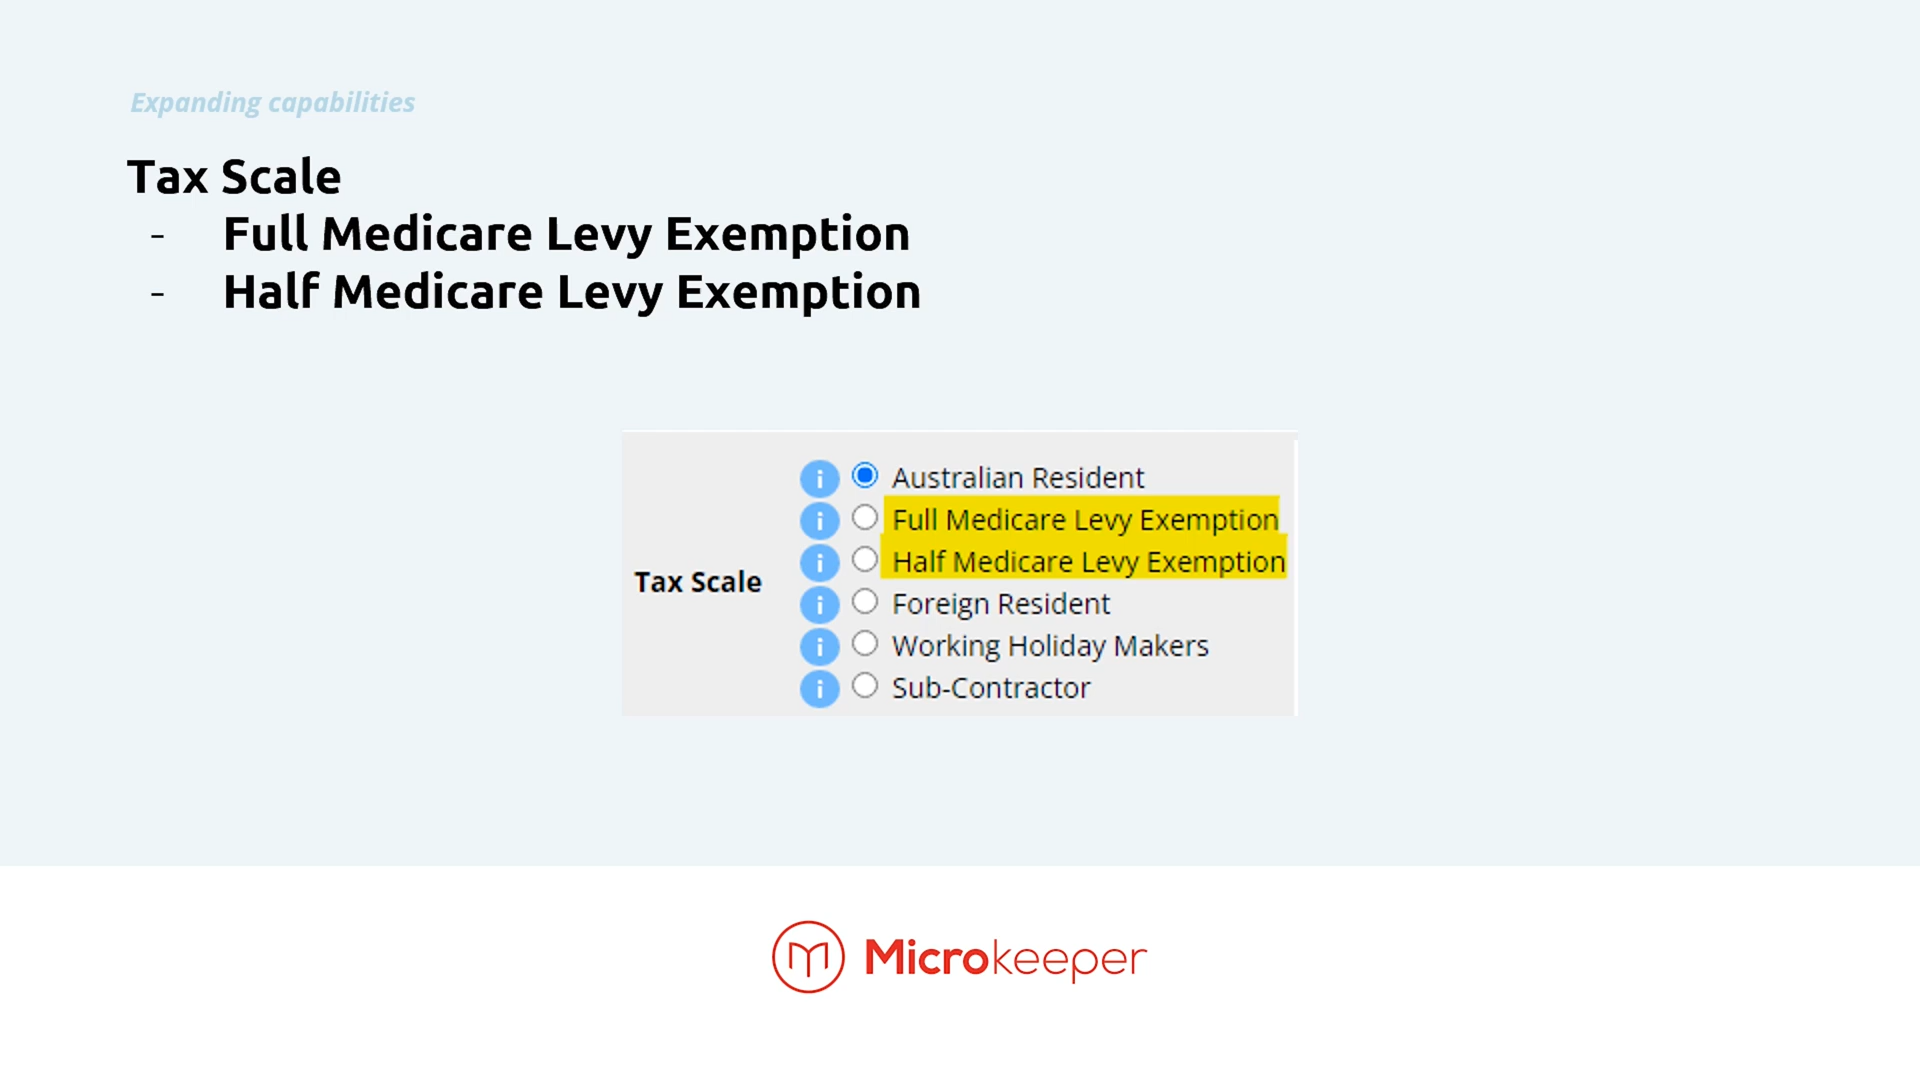 Expanding capabilities
Tax Scale
- Full Medicare Levy Exemption
- Half Medicare Levy Exemption
Tax Scale
i Australian Resident
i Full Medicare Levy Exemption
i Half Medicare Levy Exemption
i Foreign Resident
i Working Holiday Makers
i Sub-Contractor
Microkeeper